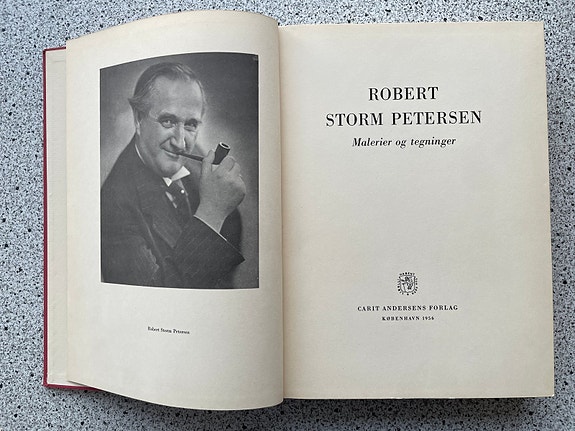 Robert Storm Petersen
ROBERT
STORM PETERSEN
Malerier og tegninger
CARIT ANDERSENS FORLAG
KØBENHAVN 1956